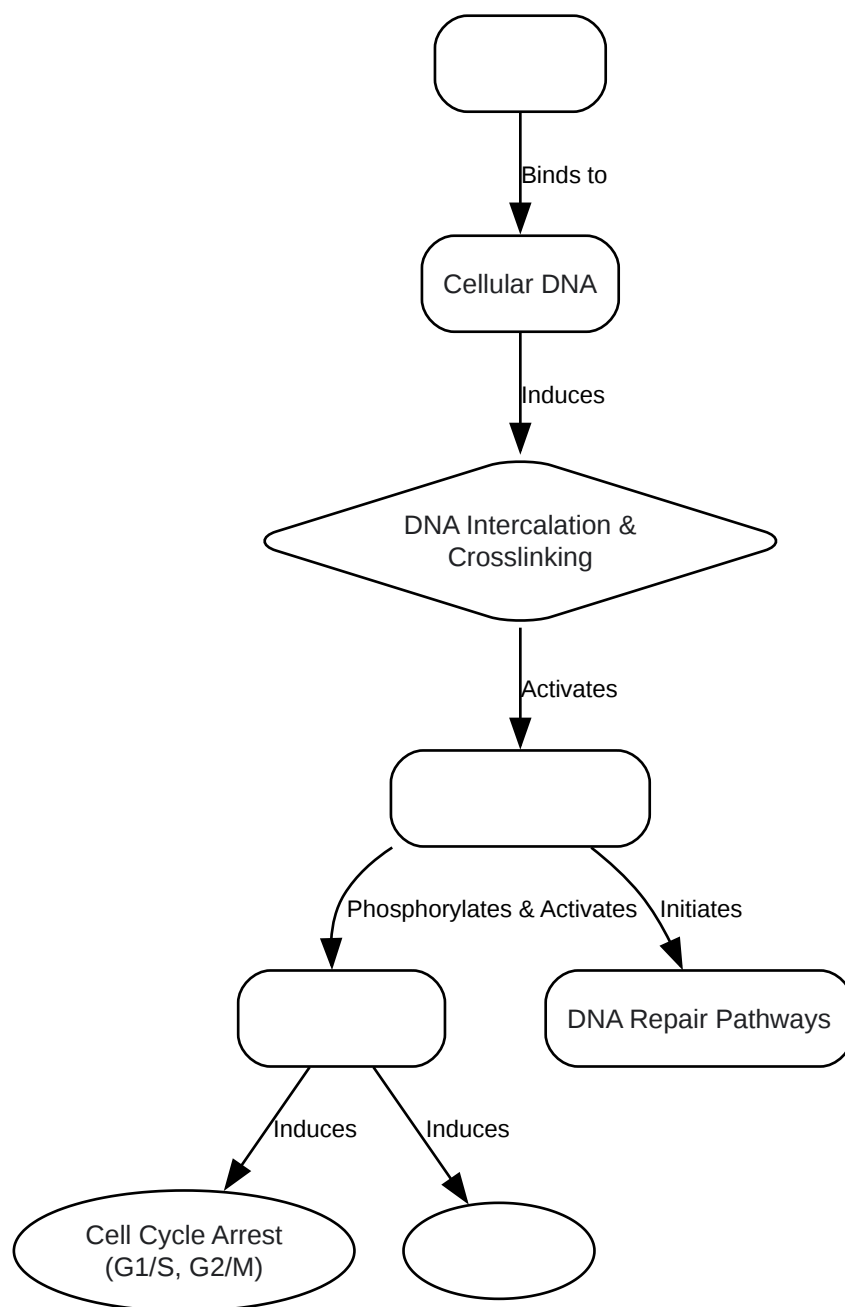 Binds to
Cellular DNA
Induces
DNA Intercalation &
Crosslinking
Activates
Phosphorylates & Activates
Initiates
DNA Repair Pathways
Induces
Induces
Cell Cycle Arrest
(G1/S, G2/M)